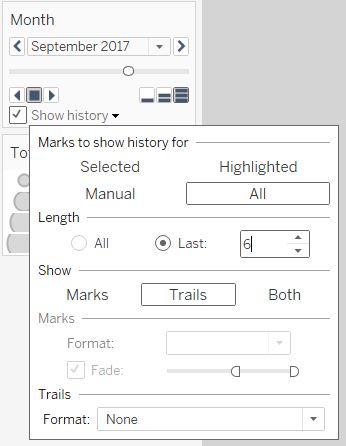 Month
September 2017
Show history
Marks to show history for
Selected Highlighted
Manual All
Length
All Last: 6
Show
Marks Trails Both
Marks
Format:
Fade:
Trails
Format: None